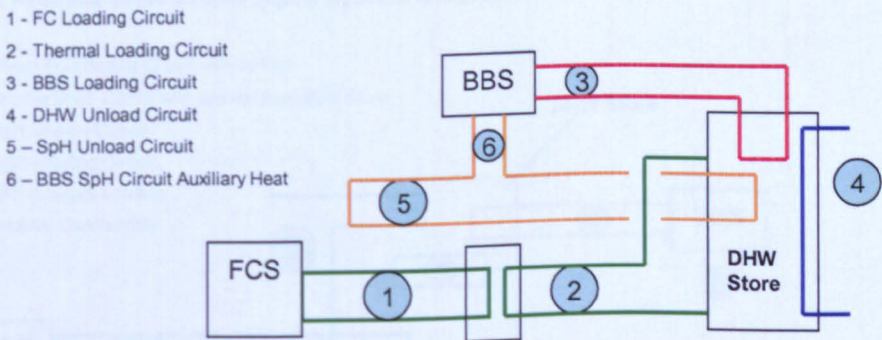 1 - FC Loading Circuit
2 - Thermal Loading Circuit
3 - BBS Loading Circuit
4 - DHW Unload Circuit
5 – SpH Unload Circuit
6 – BBS SpH Circuit Auxiliary Heat
BBS
3
6
4
5
FCS
1
2
DHW
Store